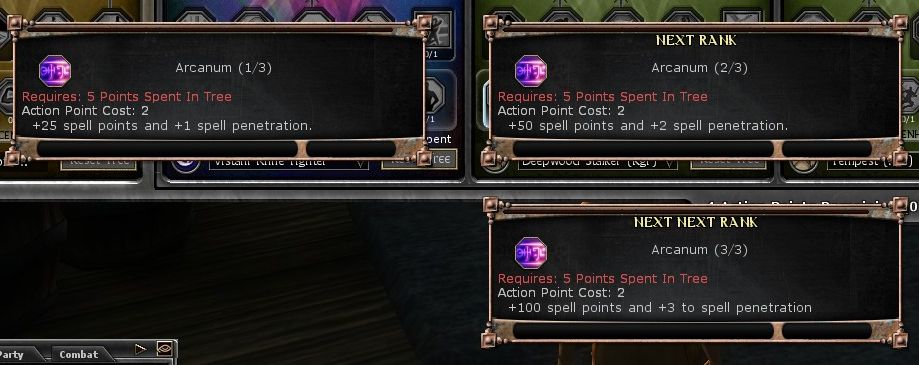 Arcanum (1/3)
Requires: 5 Points Spent In Tree
Action Point Cost: 2
+25 spell points and +1 spell penetration.
NEXT RANK
Arcanum (2/3)
Requires: 5 Points Spent In Tree
Action Point Cost: 2
+50 spell points and +2 spell penetration.
Reset Tree
Vistani Knife Fighter
Deepwood Stalker (Rgr)
Reset Tree
Tempest
NEXT NEXT RANK
Arcanum (3/3)
Requires: 5 Points Spent In Tree
Action Point Cost: 2
+100 spell points and +3 to spell penetration
Party
Combat